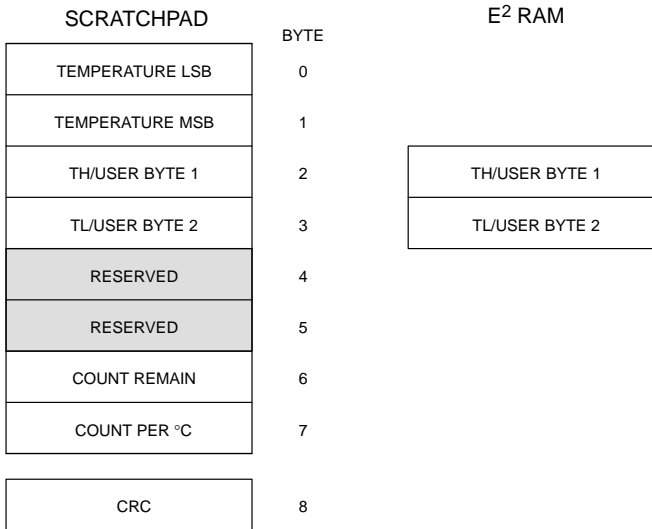 SCRATCHPAD
BYTE
E² RAM
TEMPERATURE LSB 0
TEMPERATURE MSB 1
TH/USER BYTE 1 2 TH/USER BYTE 1
TL/USER BYTE 2 3 TL/USER BYTE 2
RESERVED 4
RESERVED 5
COUNT REMAIN 6
COUNT PER °C 7
CRC 8